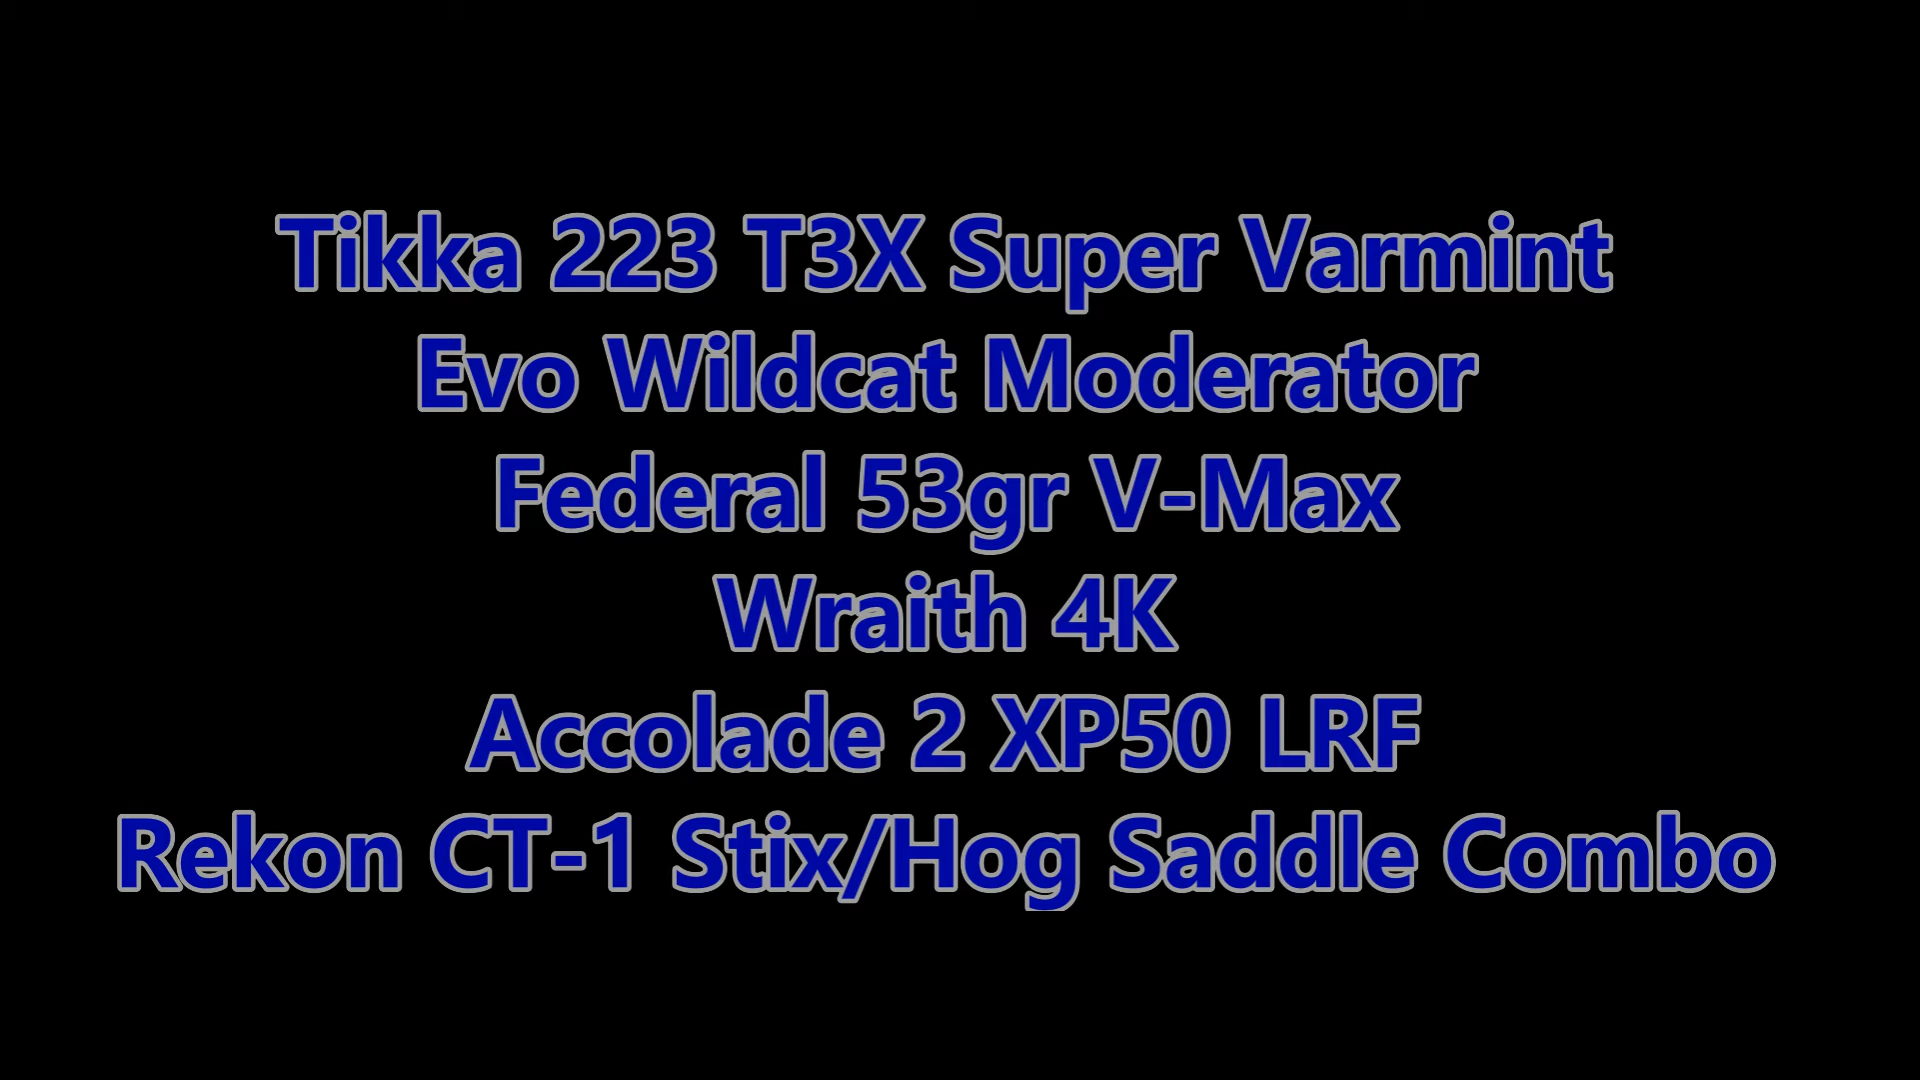 Tikka 223 T3X Super Varmint
Evo Wildcat Moderator
Federal 53gr V-Max
Wraith 4K
Accolade 2 XP50 LRF
Rekon CT-1 Stix/Hog Saddle Combo